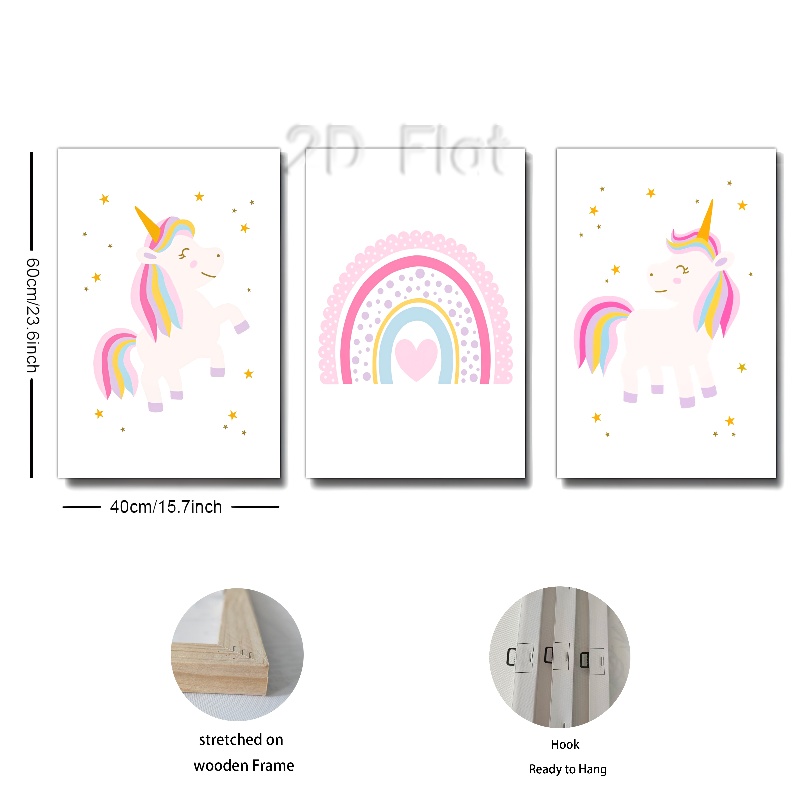 2D Flat
60cm/23.6inch
40cm/15.7inch
stretched on
wooden Frame
Hook
Ready to Hang